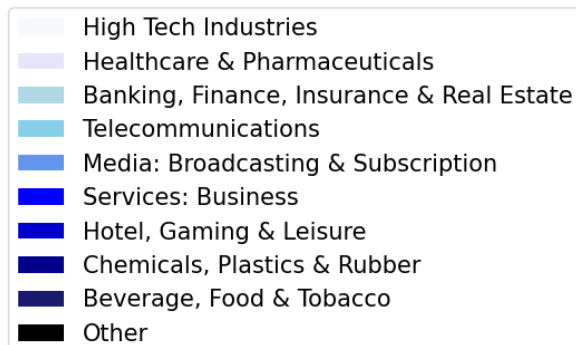 High Tech Industries
Healthcare & Pharmaceuticals
Banking, Finance, Insurance & Real Estate
Telecommunications
Media: Broadcasting & Subscription
Services: Business
Hotel, Gaming & Leisure
Chemicals, Plastics & Rubber
Beverage, Food & Tobacco
Other